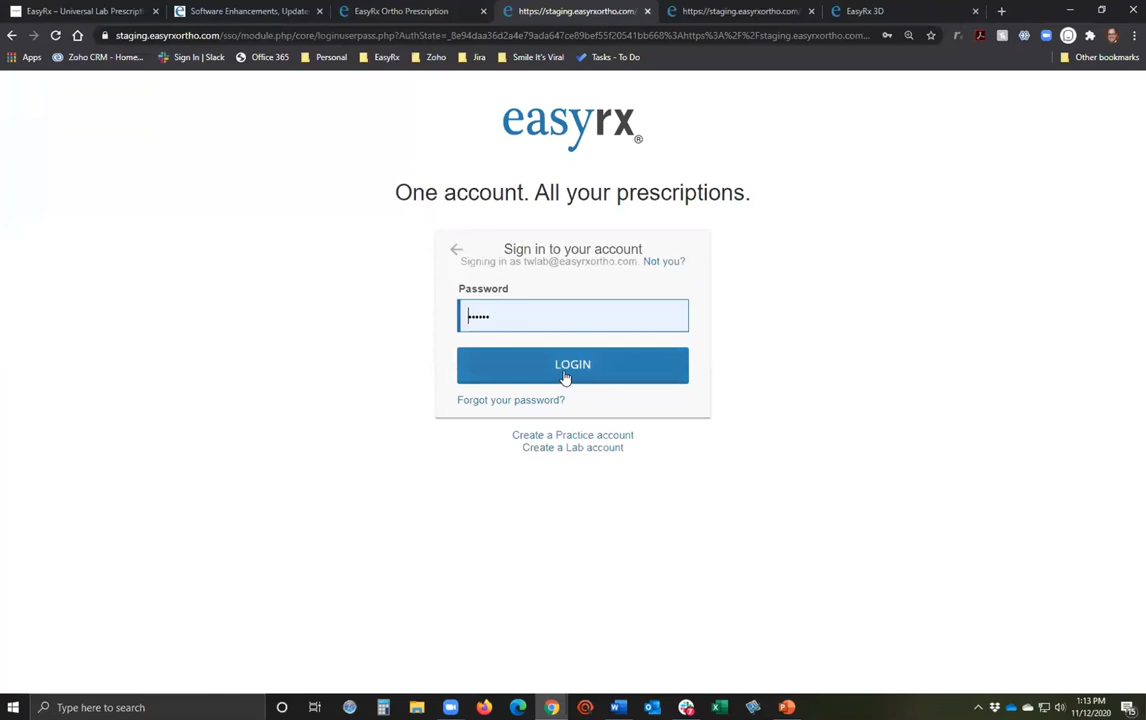 EasyRx – Universal Lab Prescripti
Software Enhancements, Update
EasyRx Ortho Prescription
https://staging.easyrxortho.com/
https://staging.easyrxortho.com/
EasyRx 3D
staging.easyrxortho.com/sso/module.php/core/loginuserpass.php?AuthState=_8e94daa36d2a4e79ada647ce89bef55f20541bb668%3Ahttps%3A%2F%2Fstaging.easyrxortho.com...
Apps
Zoho CRM - Home...
Sign In | Slack
Office 365
Personal
EasyRx
Zoho
Jira
Smile It's Viral
Tasks - To Do
Other bookmarks
easyrx®
One account. All your prescriptions.
Sign in to your account
Signing in as twlab@easyrxortho.com. Not you?
Password
••••••
LOGIN
Forgot your password?
Create a Practice account
Create a Lab account
Type here to search
1:13 PM
11/12/2020
15